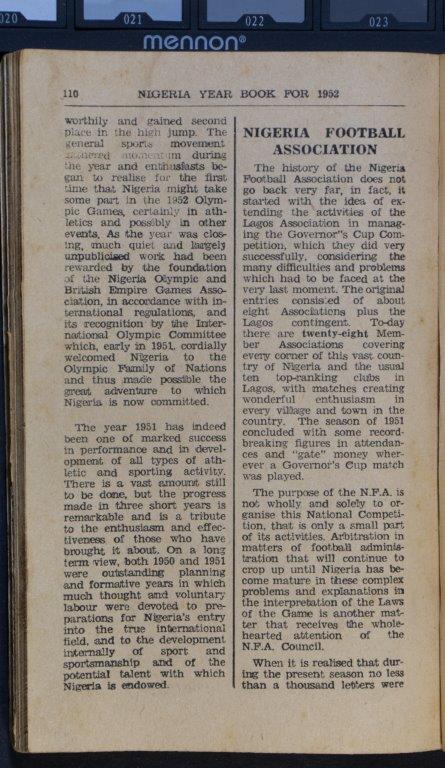 020
021
022
023
mennon®
110 NIGERIA YEAR BOOK FOR 1952
worthily and gained second
place in the high jump. The
general sports movement
momentum during
the year and enthusiasts be-
gan to realise for the first
time that Nigeria might take
some part in the 1952 Olym-
pic Games, certainly in ath-
letics and possibly in other
events. As the year was clos-
ing, much quiet and largely
unpublicised work had been
rewarded by the foundation
of the Nigeria Olympic and
British Empire Games Asso-
ciation, in accordance with in-
ternational regulations, and
its recognition by the Inter-
national Olympic Committee
which, early in 1951, cordially
welcomed Nigeria to the
Olympic Family of Nations
and thus made possible the
great adventure to which
Nigeria is now committed.
The year 1951 has indeed
been one of marked success
in performance and in devel-
opment of all types of ath-
letic and sporting activity.
There is a vast amount still
to be done, but the progress
made in three short years is
remarkable and is a tribute
to the enthusiasm and effec-
tiveness of those who have
brought it about. On a long
term view, both 1950 and 1951
were outstanding planning
and formative years in which
much thought and voluntary
labour were devoted to pre-
parations for Nigeria's entry
into the true international
field, and to the development
internally of sport and
sportsmanship and of the
potential talent with which
Nigeria is endowed.
NIGERIA FOOTBALL
ASSOCIATION
The history of the Nigeria
Football Association does not
go back very far, in fact, it
started with the idea of ex-
tending the activities of the
Lagos Association in manag-
ing the Governor"s Cup Com-
petition, which they did very
successfully, considering the
many difficulties and problems
which had to be faced at the
very last moment. The original
entries consisted of about
eight Associations plus the
Lagos contingent. To-day
there are twenty-eight Mem-
ber Associations covering
every corner of this vast coun-
try of Nigeria and the usual
ten top-ranking clubs in
Lagos, with matches creating
wonderful enthusiasm in
every village and town in the
country. The season of 1951
concluded with some record-
breaking figures in attendan-
ces and "gate" money wher-
ever a Governor's Cup match
was played.
The purpose of the N.F.A. is
not wholly and solely to or-
ganise this National Competi-
tion, that is only a small part
of its activities. Arbitration in
matters of football adminis-
tration that will continue to
crop up until Nigeria has be-
come mature in these complex
problems and explanations in
the interpretation of the Laws
of the Game is another mat-
ter that receives the whole-
hearted attention of the
N.F.A. Council.
When it is realised that dur-
ing the present season no less
than a thousand letters were